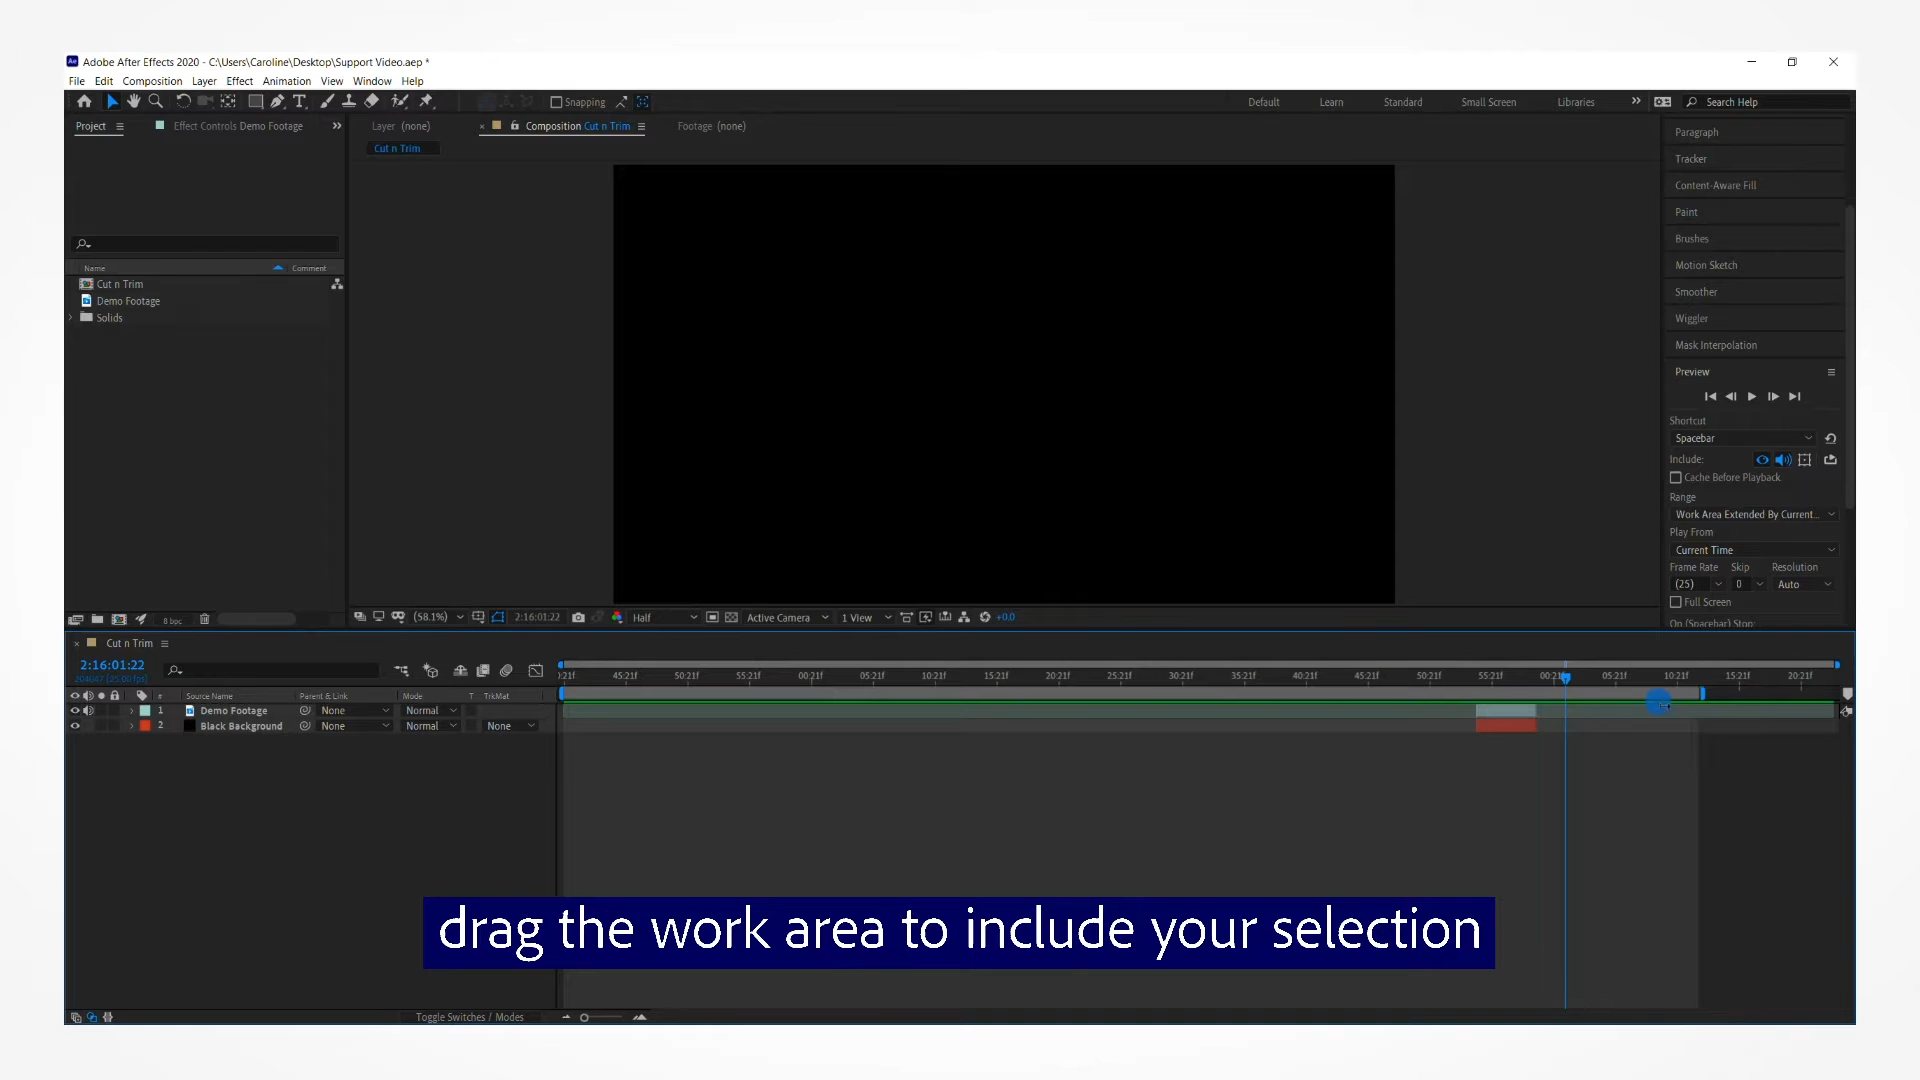 Adobe After Effects 2020 - C:\Users\Caroline\Desktop\Support Video.aep *
File Edit Composition Layer Effect Animation View Window Help
Snapping Default Learn Standard Small Screen Libraries Search Help
Project Effect Controls Demo Footage Layer (none) Composition Cut n Trim Footage (none)
Cut n Trim
Paragraph
Tracker
Content-Aware Fill
Paint
Brushes
Motion Sketch
Smoother
Wiggler
Mask Interpolation
Name Comment
Cut n Trim
Demo Footage
Solids
Preview
Shortcut
Spacebar
Include:
Cache Before Playback
Range
Work Area Extended By Current...
Play From
Current Time
Frame Rate Skip Resolution
(25) 0 Auto
Full Screen
On (Spacebar) Stop:
8 bpc (58.1%) 2:16:01:22 Half Active Camera 1 View +0.0
Cut n Trim
2:16:01:22
45:21f 50:21f 55:21f 00:21f 05:21f 10:21f 15:21f 20:21f 25:21f 30:21f 35:21f 40:21f 45:21f 50:21f 55:21f 05:21f 10:21f 15:21f 20:21f
# Source Name Parent & Link Mode T TrkMat
1 Demo Footage None Normal
2 Black Background None Normal None
drag the work area to include your selection
Toggle Switches / Modes